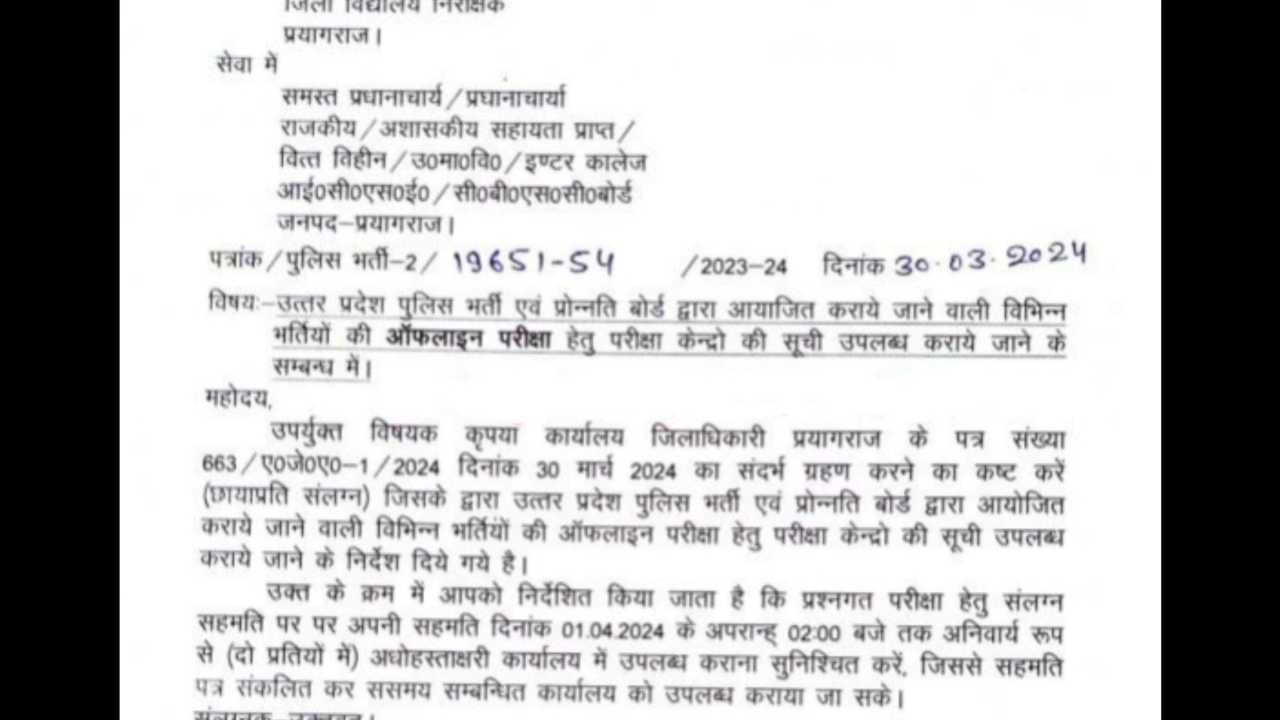 जिला विद्यालय निरीक्षक
प्रयागराज।
सेवा में
समस्त प्रधानाचार्य/प्रधानाचार्या
राजकीय/अशासकीय सहायता प्राप्त/
वित्त विहीन/उ0मा0वि0/इण्टर कालेज
आई0सी0एस0ई0/सी0बी0एस0सी0बोर्ड
जनपद–प्रयागराज।
पत्रांक/पुलिस भर्ती–2/ 19651-54 /2023–24 दिनांक 30.03.2024
विषयः–उत्तर प्रदेश पुलिस भर्ती एवं प्रोन्नति बोर्ड द्वारा आयाजित कराये जाने वाली विभिन्न
भर्तियों की ऑफलाइन परीक्षा हेतु परीक्षा केन्द्रो की सूची उपलब्ध कराये जाने के
सम्बन्ध में।
महोदय,
उपर्युक्त विषयक कृपया कार्यालय जिलाधिकारी प्रयागराज के पत्र संख्या
663/ए0जे0ए0–1/2024 दिनांक 30 मार्च 2024 का संदर्भ ग्रहण करने का कष्ट करें
(छायाप्रति संलग्न) जिसके द्वारा उत्तर प्रदेश पुलिस भर्ती एवं प्रोन्नति बोर्ड द्वारा आयोजित
कराये जाने वाली विभिन्न भर्तियों की ऑफलाइन परीक्षा हेतु परीक्षा केन्द्रो की सूची उपलब्ध
कराये जाने के निर्देश दिये गये है।
उक्त के क्रम में आपको निर्देशित किया जाता है कि प्रश्नगत परीक्षा हेतु संलग्न
सहमति पर पर अपनी सहमति दिनांक 01.04.2024 के अपरान्ह् 02:00 बजे तक अनिवार्य रूप
से (दो प्रतियों में) अधोहस्ताक्षरी कार्यालय में उपलब्ध कराना सुनिश्चित करें, जिससे सहमति
पत्र संकलित कर ससमय सम्बन्धित कार्यालय को उपलब्ध कराया जा सके।
संलग्नक–उक्तवत्।